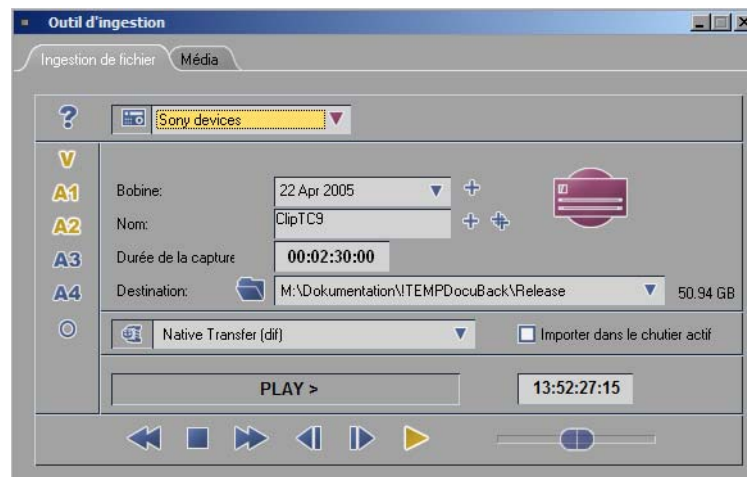 Outil d'ingestion
Ingestion de fichier
Média
?
Sony devices
V
A1
Bobine:
22 Apr 2005
A2
Nom:
ClipTC9
A3
Durée de la capture
00:02:30:00
A4
Destination:
M:\Dokumentation\!TEMPDocuBack\Release
50.94 GB
Native Transfer (dif)
Importer dans le chutier actif
PLAY >
13:52:27:15